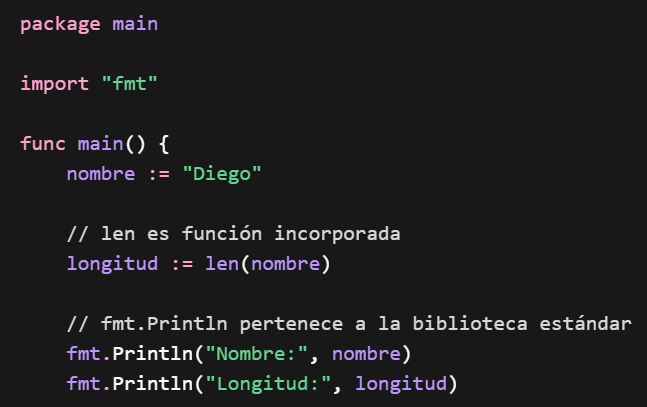 package main
import "fmt"
func main() {
nombre := "Diego"
// len es función incorporada
longitud := len(nombre)
// fmt.Println pertenece a la biblioteca estándar
fmt.Println("Nombre:", nombre)
fmt.Println("Longitud:", longitud)